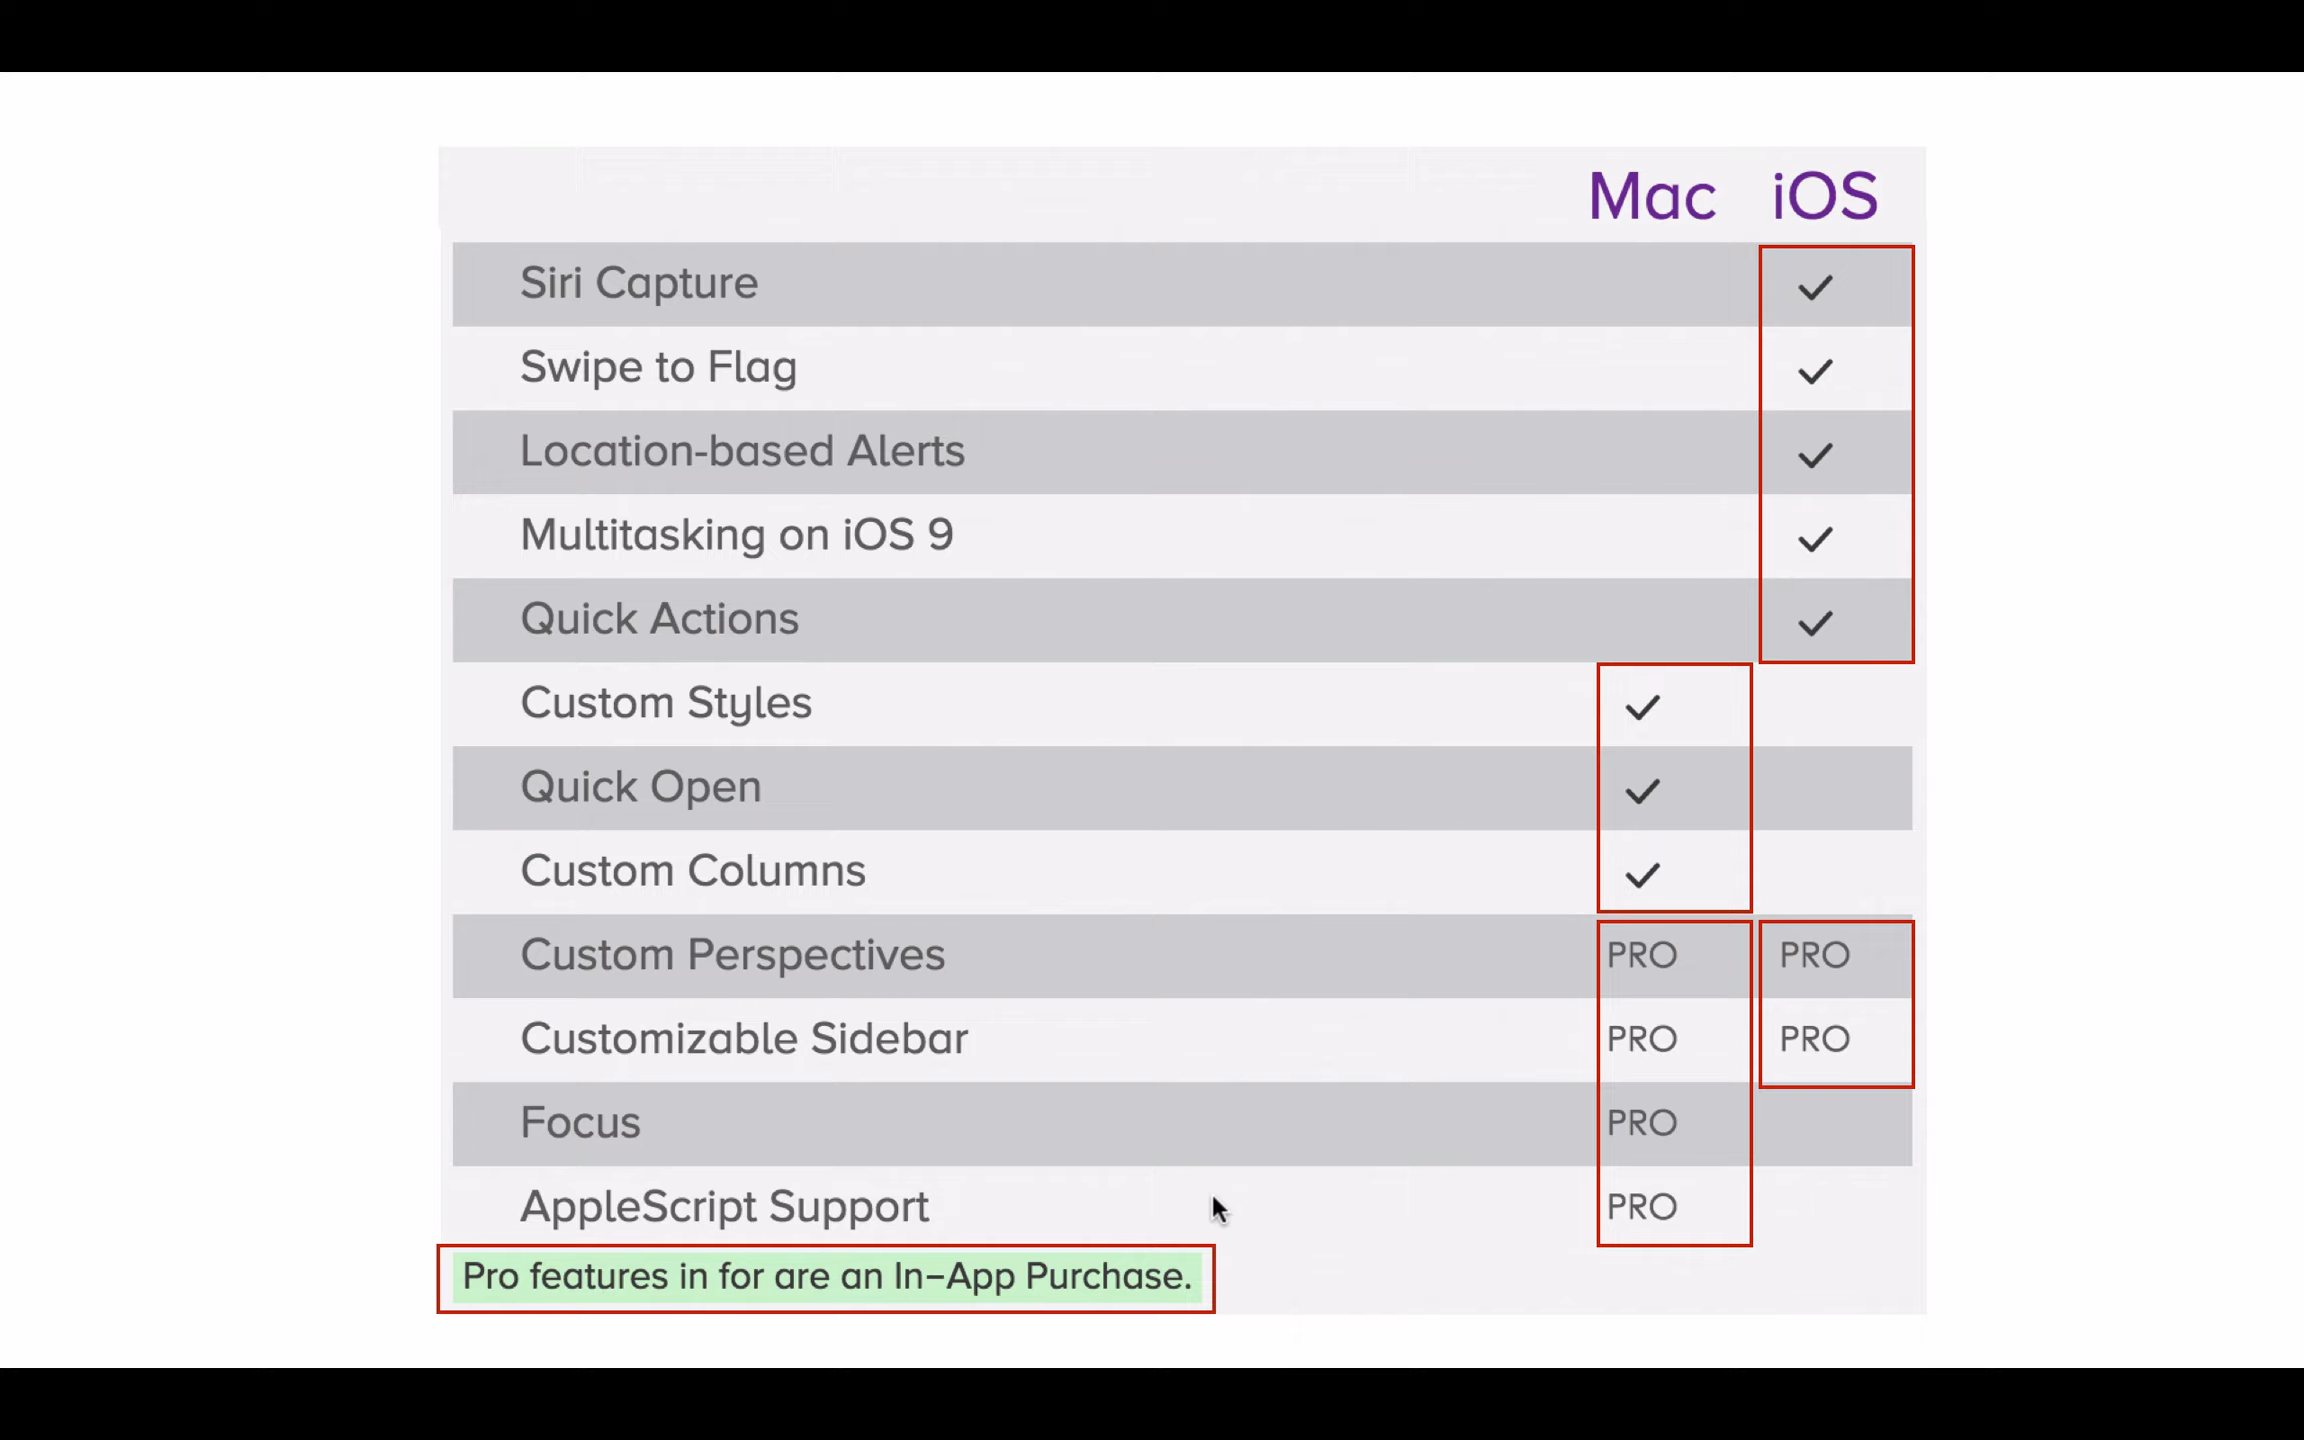 Mac iOS
Siri Capture ✓
Swipe to Flag ✓
Location-based Alerts ✓
Multitasking on iOS 9 ✓
Quick Actions ✓
Custom Styles ✓
Quick Open ✓
Custom Columns ✓
Custom Perspectives PRO PRO
Customizable Sidebar PRO PRO
Focus PRO
AppleScript Support PRO
Pro features in for are an In-App Purchase.